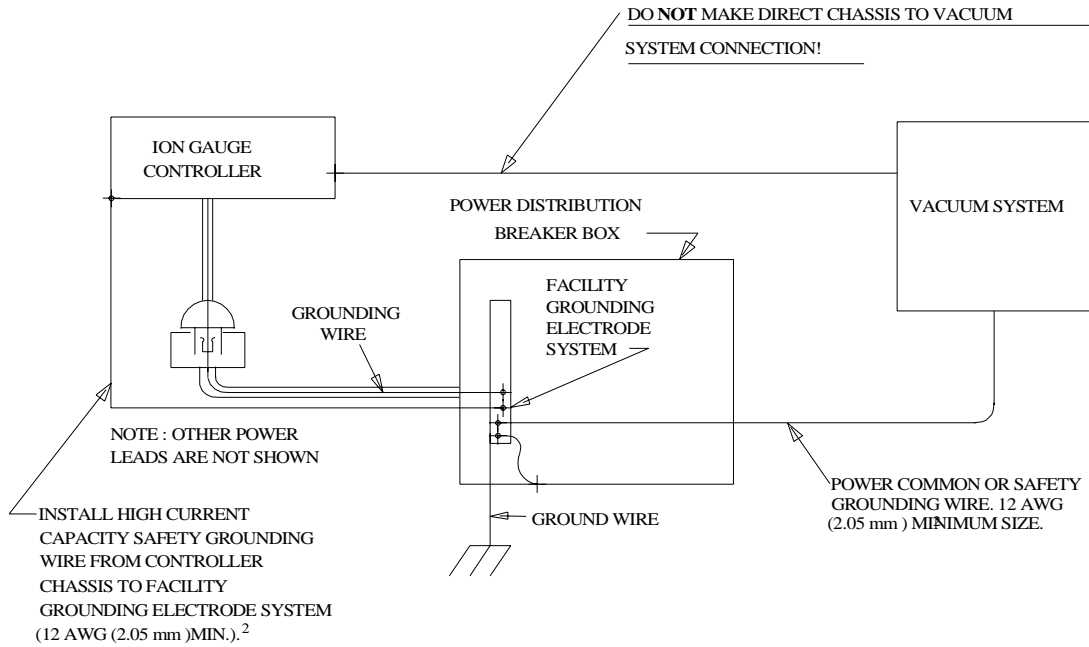 DO NOT MAKE DIRECT CHASSIS TO VACUUM
SYSTEM CONNECTION!
ION GAUGE
CONTROLLER
VACUUM SYSTEM
POWER DISTRIBUTION
BREAKER BOX
FACILITY
GROUNDING
ELECTRODE
SYSTEM
GROUNDING
WIRE
NOTE : OTHER POWER
LEADS ARE NOT SHOWN
POWER COMMON OR SAFETY
GROUNDING WIRE. 12 AWG
(2.05 mm ) MINIMUM SIZE.
2
GROUND WIRE
INSTALL HIGH CURRENT
CAPACITY SAFETY GROUNDING
WIRE FROM CONTROLLER
CHASSIS TO FACILITY
GROUNDING ELECTRODE SYSTEM
(12 AWG (2.05 mm )MIN.).2